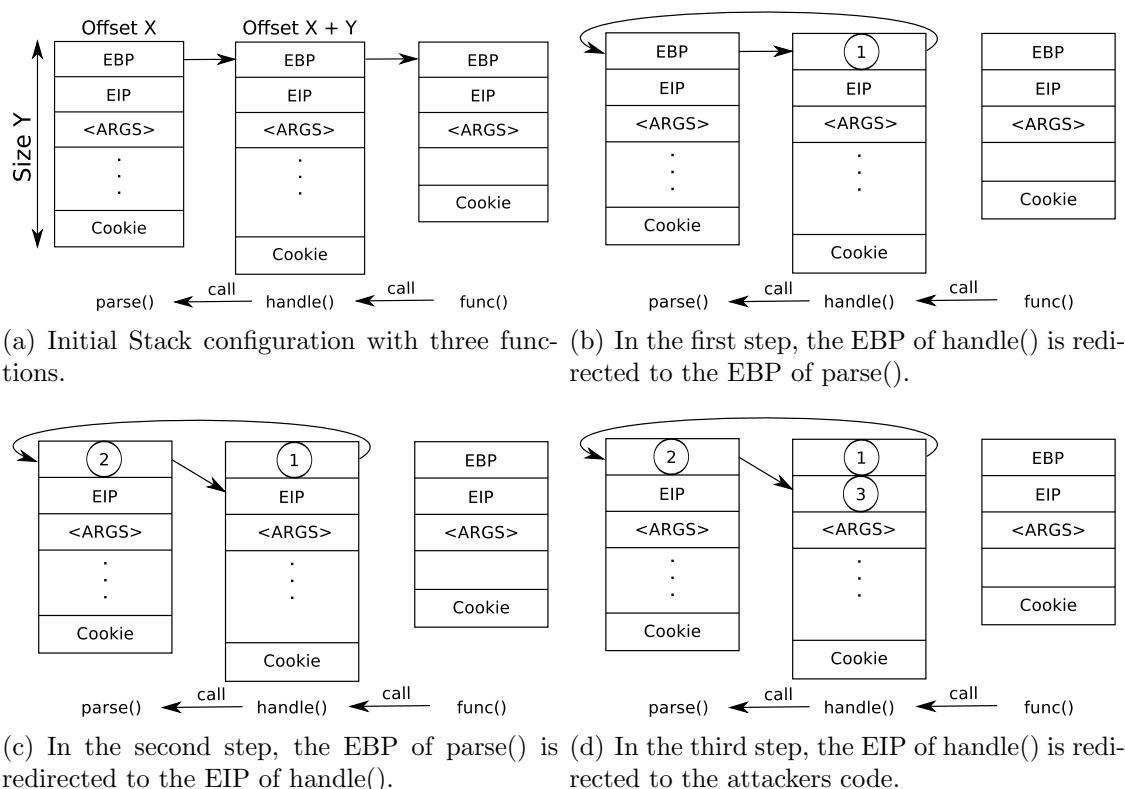 Offset X
Offset X + Y
Size Y
EBP
EBP
EBP
EIP
EIP
EIP
<ARGS>
<ARGS>
<ARGS>
Cookie
Cookie
Cookie
call
call
parse()
handle()
func()
(a) Initial Stack configuration with three func-
tions.
EBP
1
EBP
EIP
EIP
EIP
<ARGS>
<ARGS>
<ARGS>
Cookie
Cookie
Cookie
call
call
parse()
handle()
func()
(b) In the first step, the EBP of handle() is redi-
rected to the EBP of parse().
2
1
EBP
EIP
EIP
EIP
<ARGS>
<ARGS>
<ARGS>
Cookie
Cookie
Cookie
call
call
parse()
handle()
func()
(c) In the second step, the EBP of parse() is
redirected to the EIP of handle().
2
1
EBP
EIP
3
EIP
<ARGS>
<ARGS>
<ARGS>
Cookie
Cookie
Cookie
call
call
parse()
handle()
func()
(d) In the third step, the EIP of handle() is redi-
rected to the attackers code.